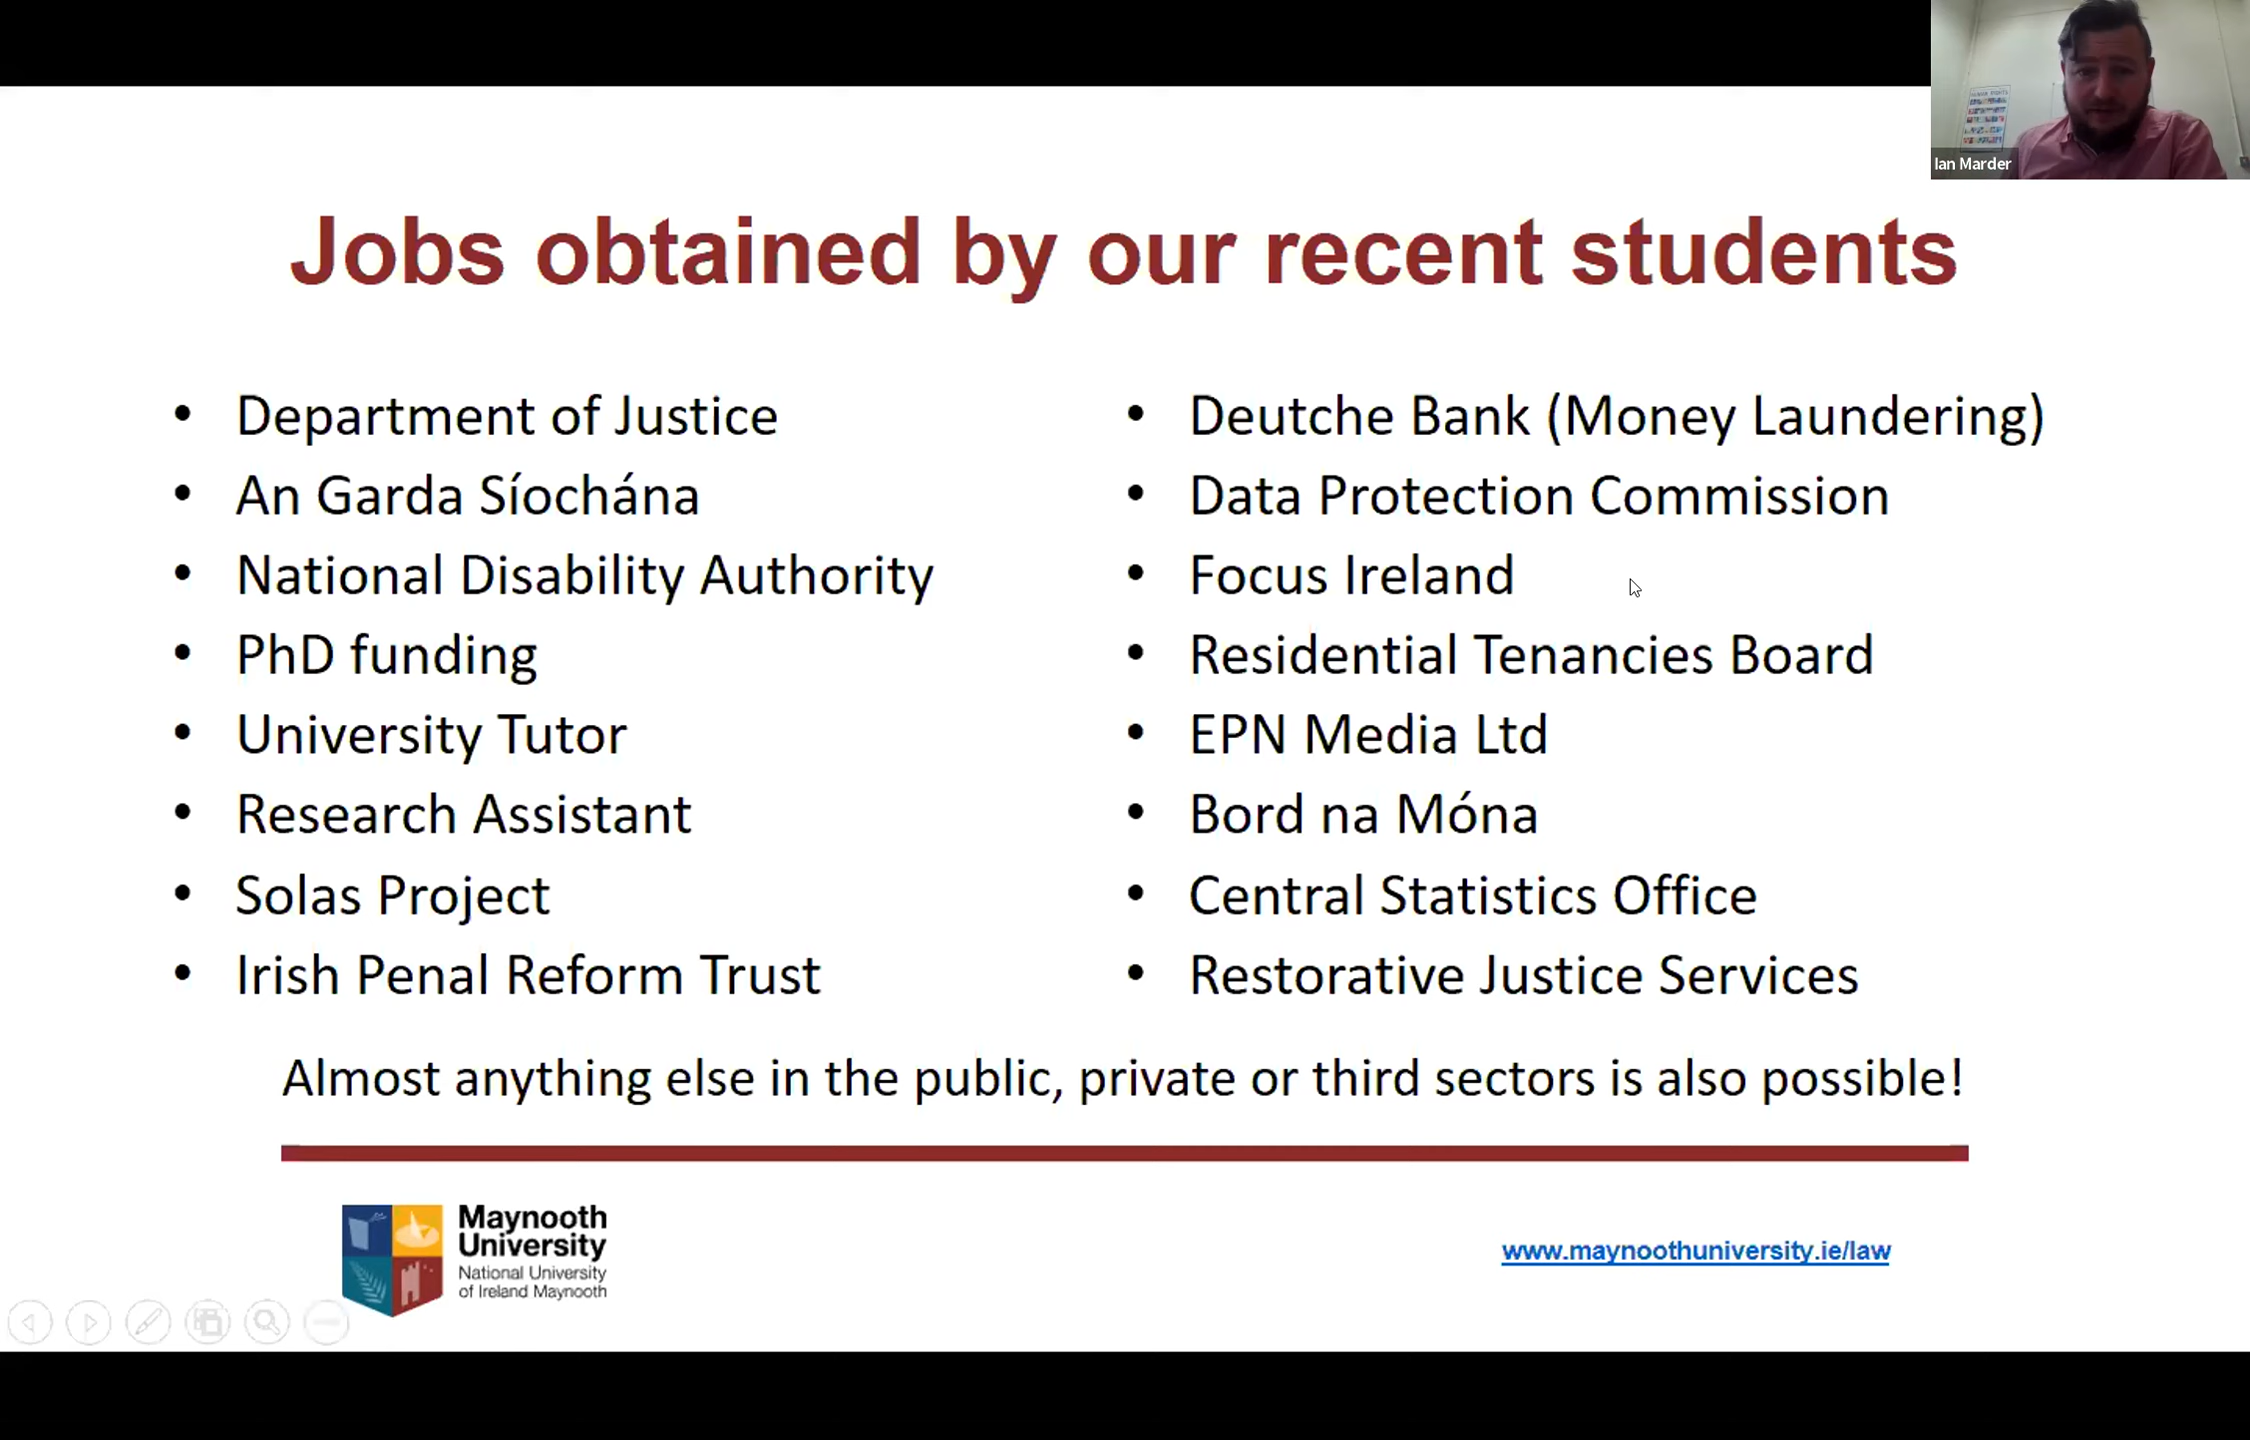 Ian Marder
Jobs obtained by our recent students
• Department of Justice
• An Garda Síochána
• National Disability Authority
• PhD funding
• University Tutor
• Research Assistant
• Solas Project
• Irish Penal Reform Trust
• Deutche Bank (Money Laundering)
• Data Protection Commission
• Focus Ireland
• Residential Tenancies Board
• EPN Media Ltd
• Bord na Móna
• Central Statistics Office
• Restorative Justice Services
Almost anything else in the public, private or third sectors is also possible!
Maynooth
University
National University
of Ireland Maynooth
www.maynoothuniversity.ie/law